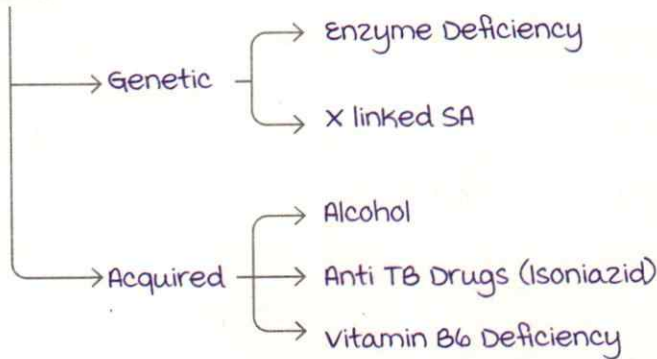 Genetic
Enzyme Deficiency
X linked SA
Acquired
Alcohol
Anti TB Drugs (Isoniazid)
Vitamin B6 Deficiency